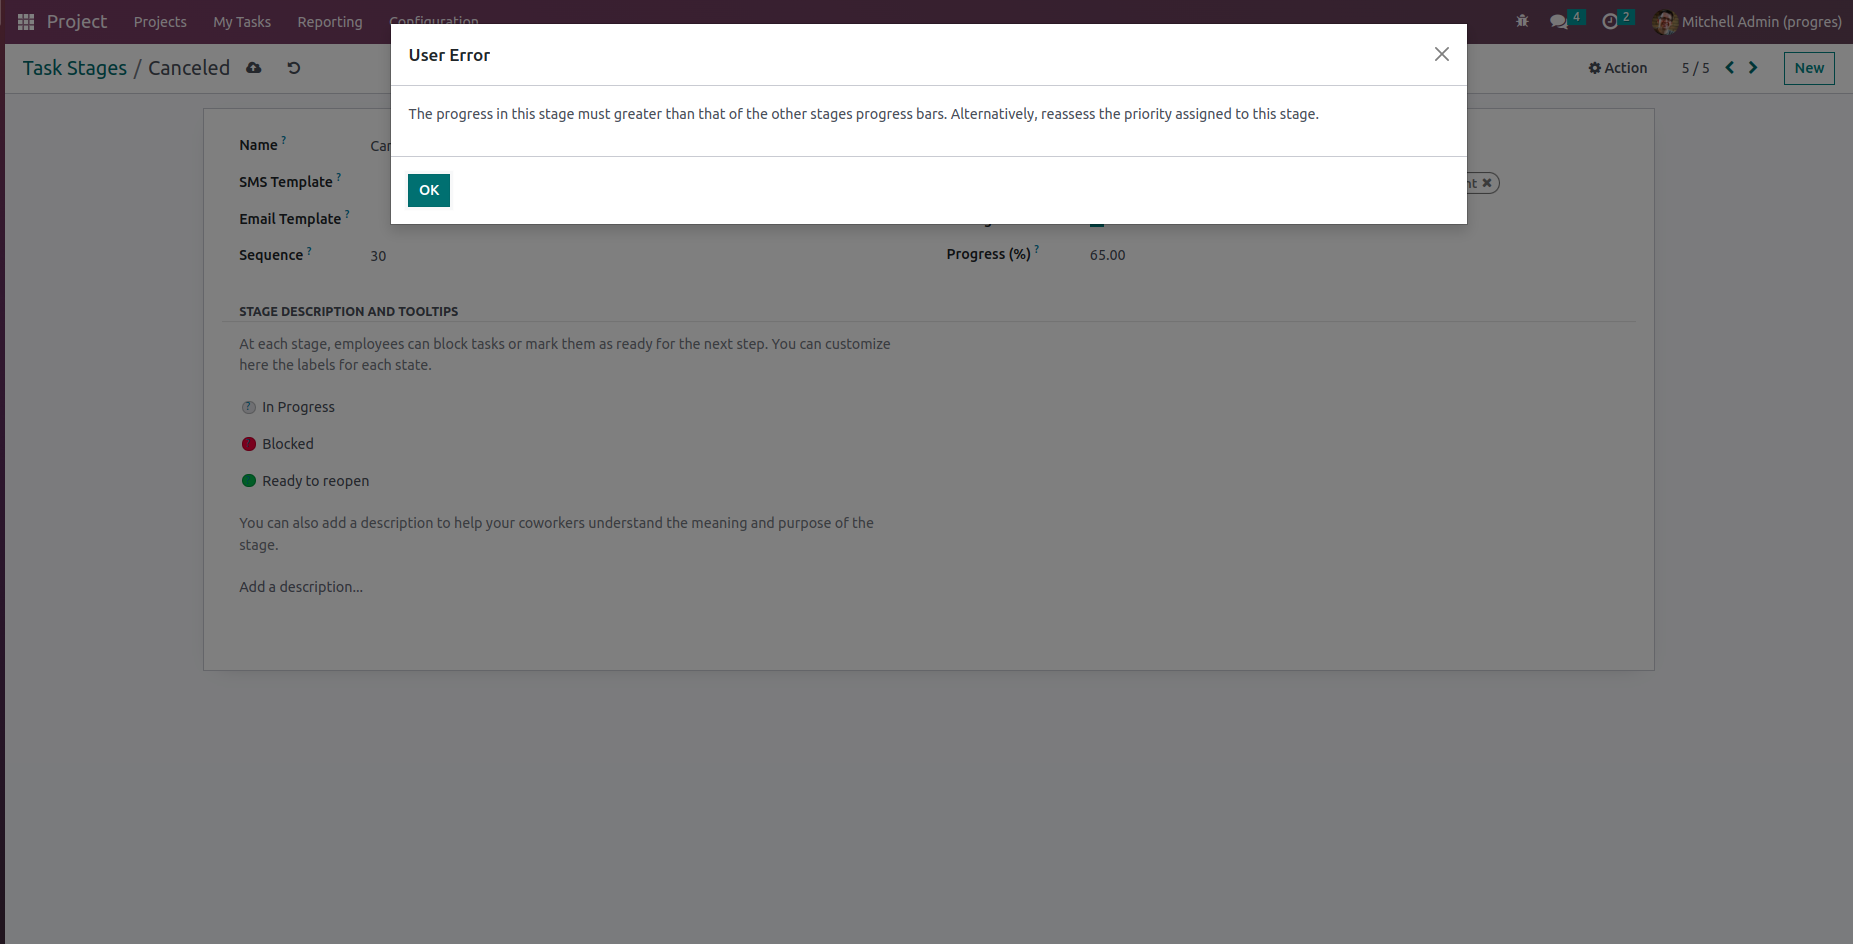 Project Projects My Tasks Reporting Configuration 4 2 Mitchell Admin (progres)
User Error
Task Stages / Canceled Action 5 / 5 New
The progress in this stage must greater than that of the other stages progress bars. Alternatively, reassess the priority assigned to this stage.
Name ?
SMS Template ?
OK
Email Template ?
Sequence ? 30 Progress (%) ? 65.00
STAGE DESCRIPTION AND TOOLTIPS
At each stage, employees can block tasks or mark them as ready for the next step. You can customize
here the labels for each state.
? In Progress
Blocked
Ready to reopen
You can also add a description to help your coworkers understand the meaning and purpose of the
stage.
Add a description...